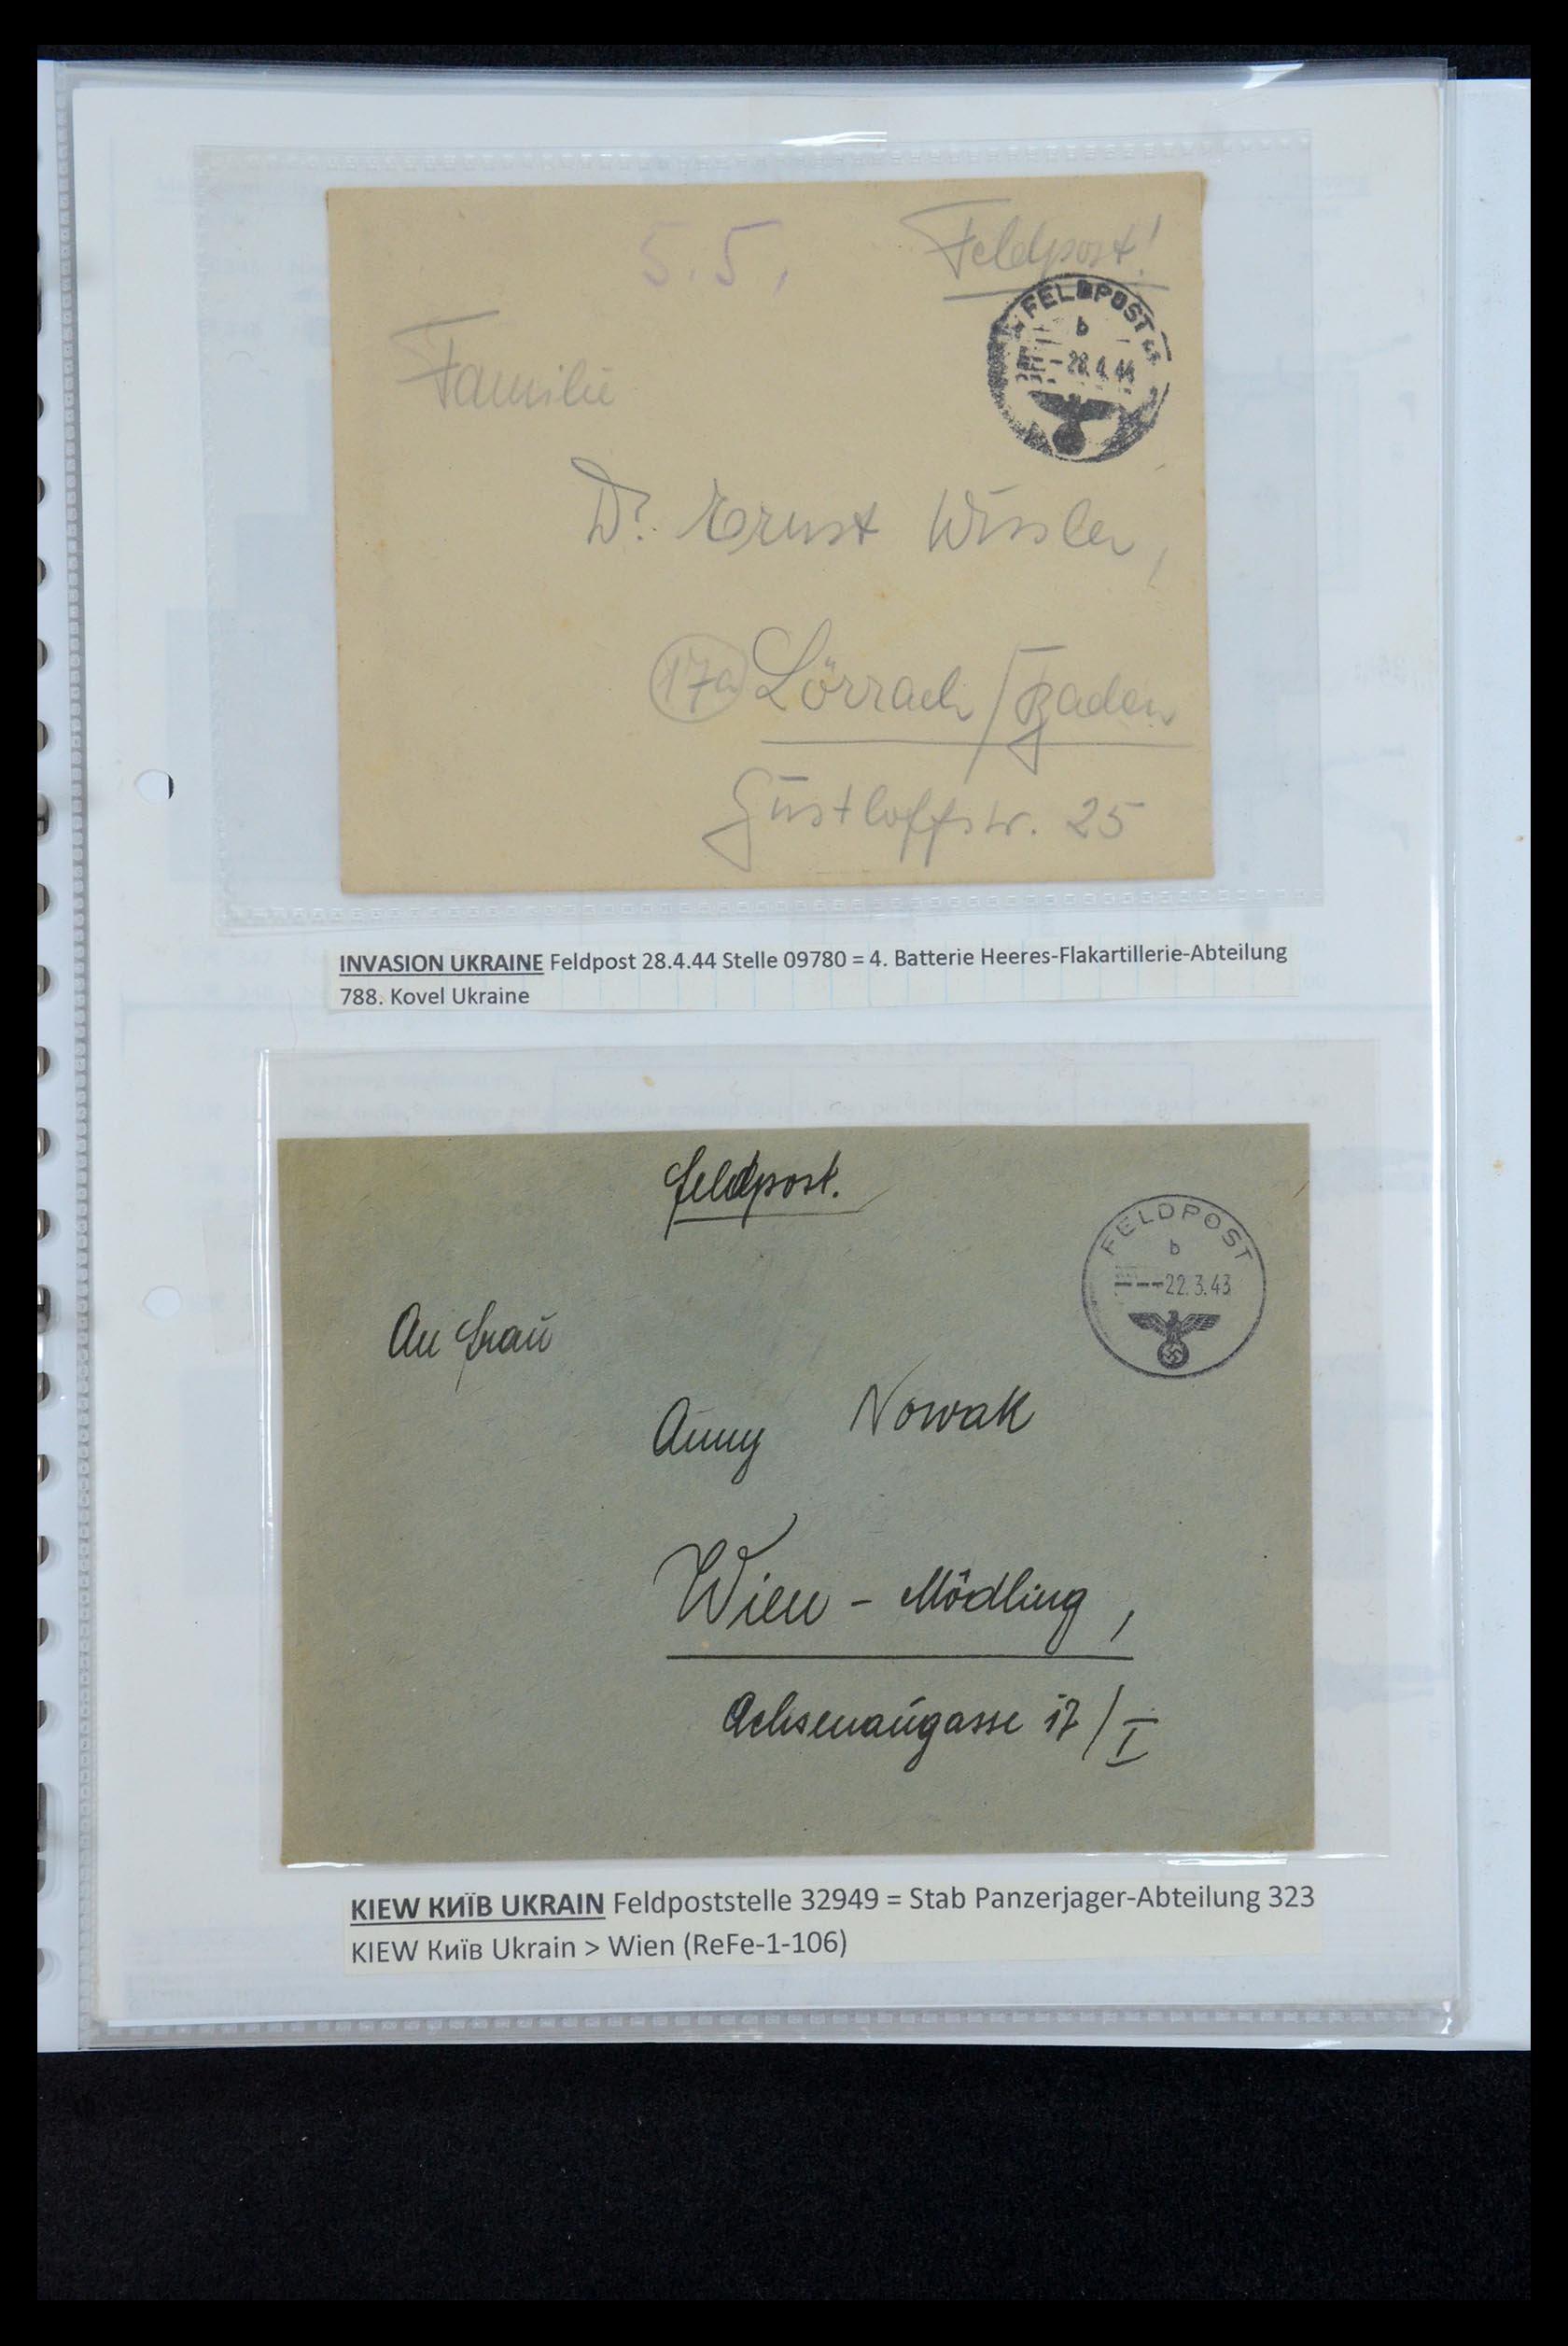 5.5.
Feldpost!
FELDPOST
b
-28.4.44
Familie
Dr. Ernst Wissler,
17a Lörrach/Baden
Gustloffstr. 25
INVASION UKRAINE Feldpost 28.4.44 Stelle 09780 = 4. Batterie Heeres-Flakartillerie-Abteilung
788. Kovel Ukraine
Feldpost.
FELDPOST
b
---22.3.43
An Frau
Anny Nowak
Wien - Mödling,
Achsenaugasse 17/I
KIEW КИЇВ UKRAIN Feldpoststelle 32949 = Stab Panzerjager-Abteilung 323
KIEW Київ Ukrain > Wien (ReFe-1-106)